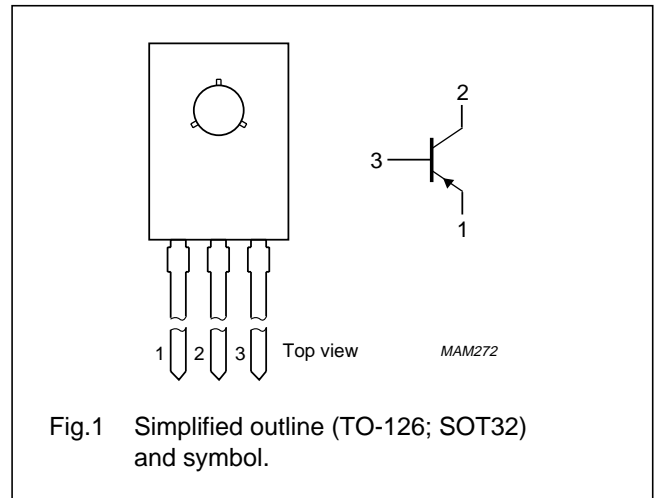 2
3
1
1 2 3 Top view MAM272
Fig.1 Simplified outline (TO-126; SOT32)
and symbol.